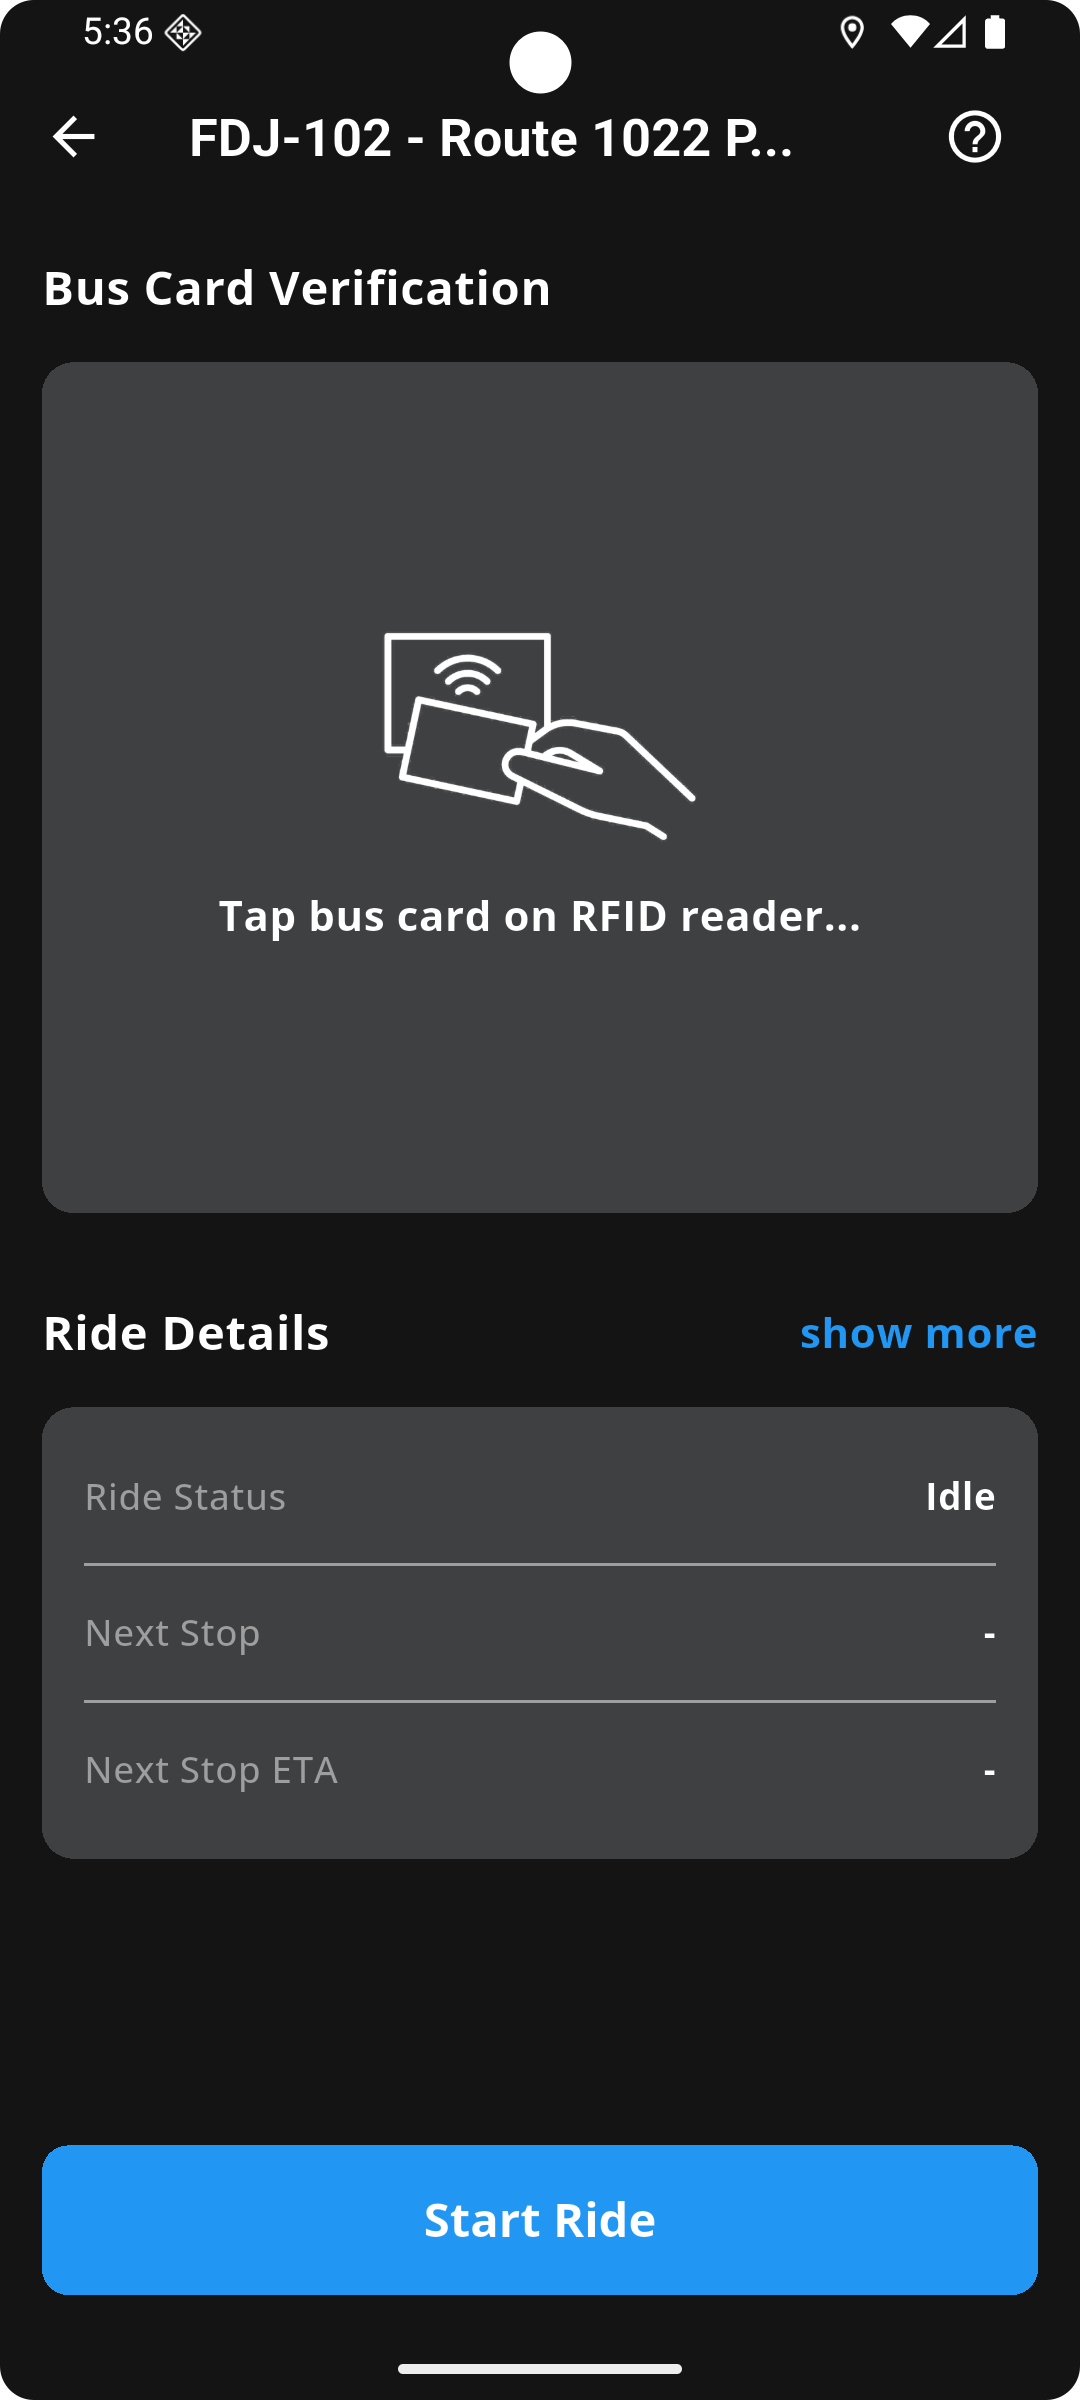 5:36
FDJ-102 - Route 1022 P...
Bus Card Verification
Tap bus card on RFID reader...
Ride Details
show more
Ride Status
Idle
Next Stop
-
Next Stop ETA
-
Start Ride